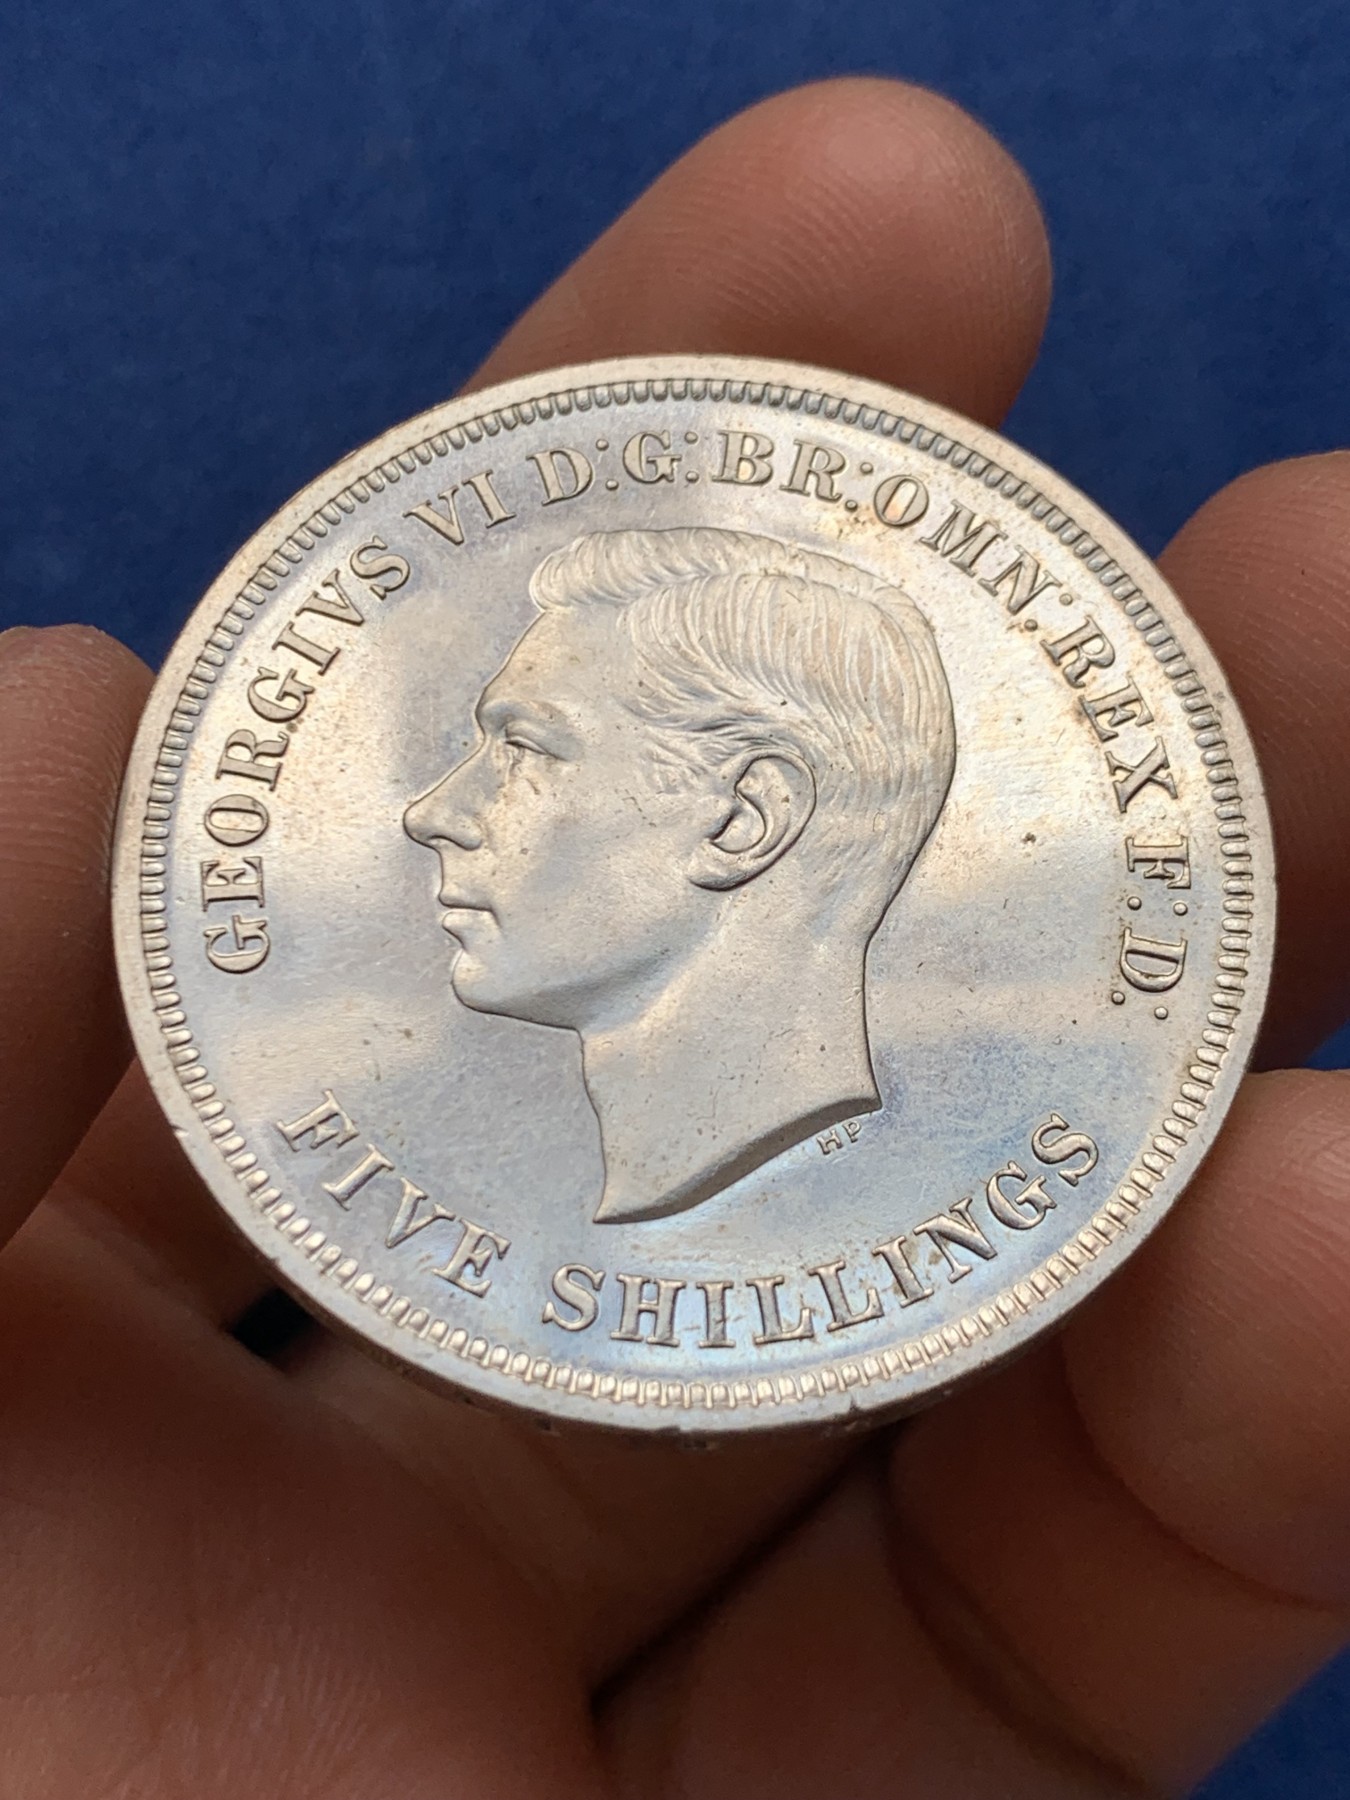 GEORGIVS VI D:G:BR:OMN:REX F:D:
HP
FIVE SHILLINGS